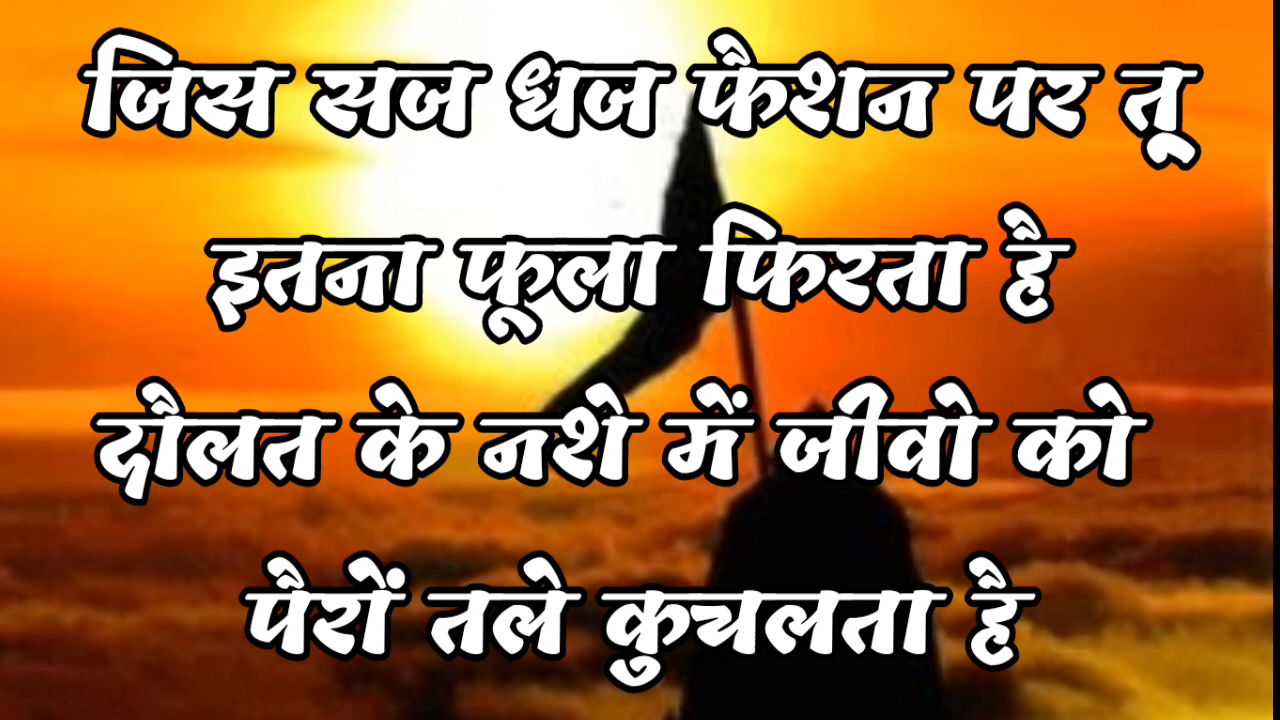 जिस सज धज फैशन पर तू
इतना फूला फिरता है
दौलत के नशे में जीवो को
पैरों तले कुचलता है